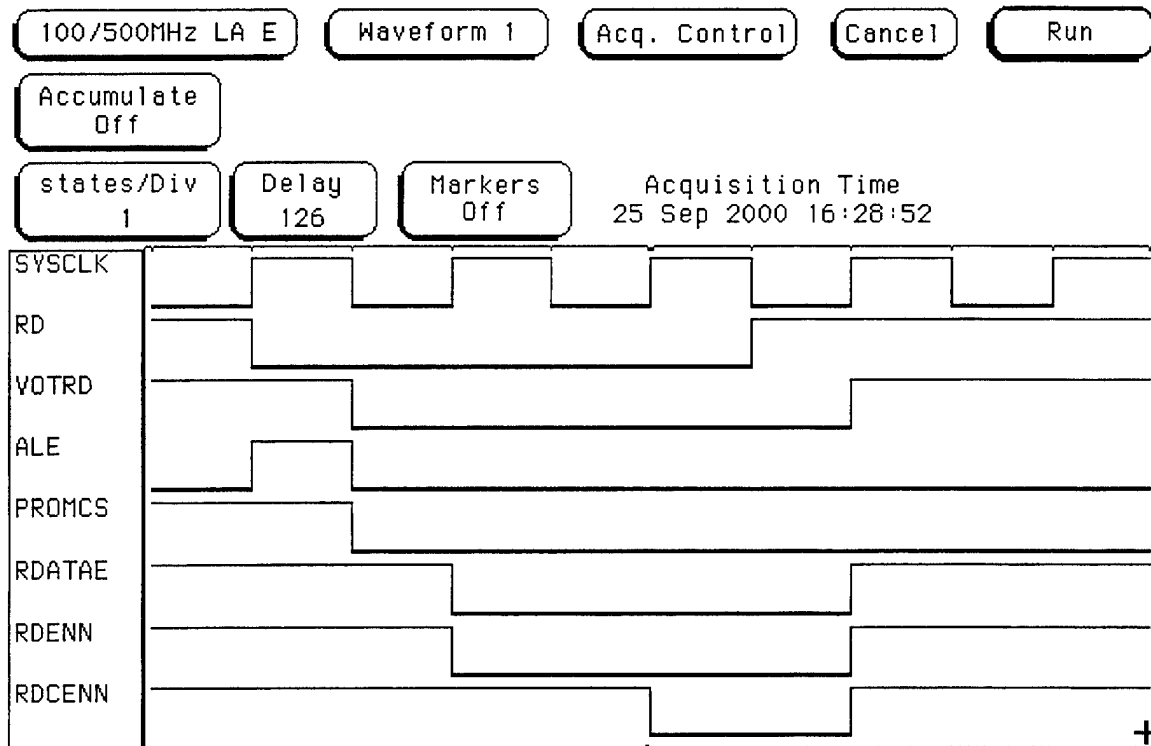 100/500MHz LA E Waveform 1 Acq. Control Cancel Run
Accumulate
Off
states/Div Delay Markers Acquisition Time
1 126 Off 25 Sep 2000 16:28:52
SYSCLK
RD
VOTRD
ALE
PROMCS
RDATAE
RDENN
RDCENN